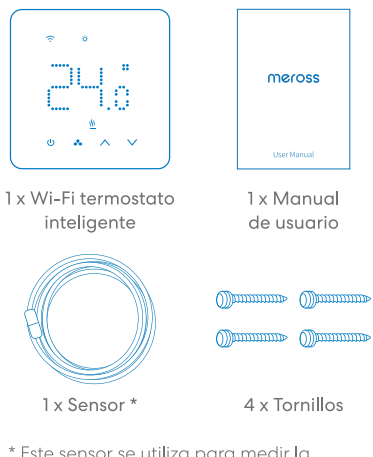 24.0
meross
User Manual
1 x Wi-Fi termostato
inteligente
1 x Manual
de usuario
1 x Sensor *
4 x Tornillos
* Este sensor se utiliza para medir la